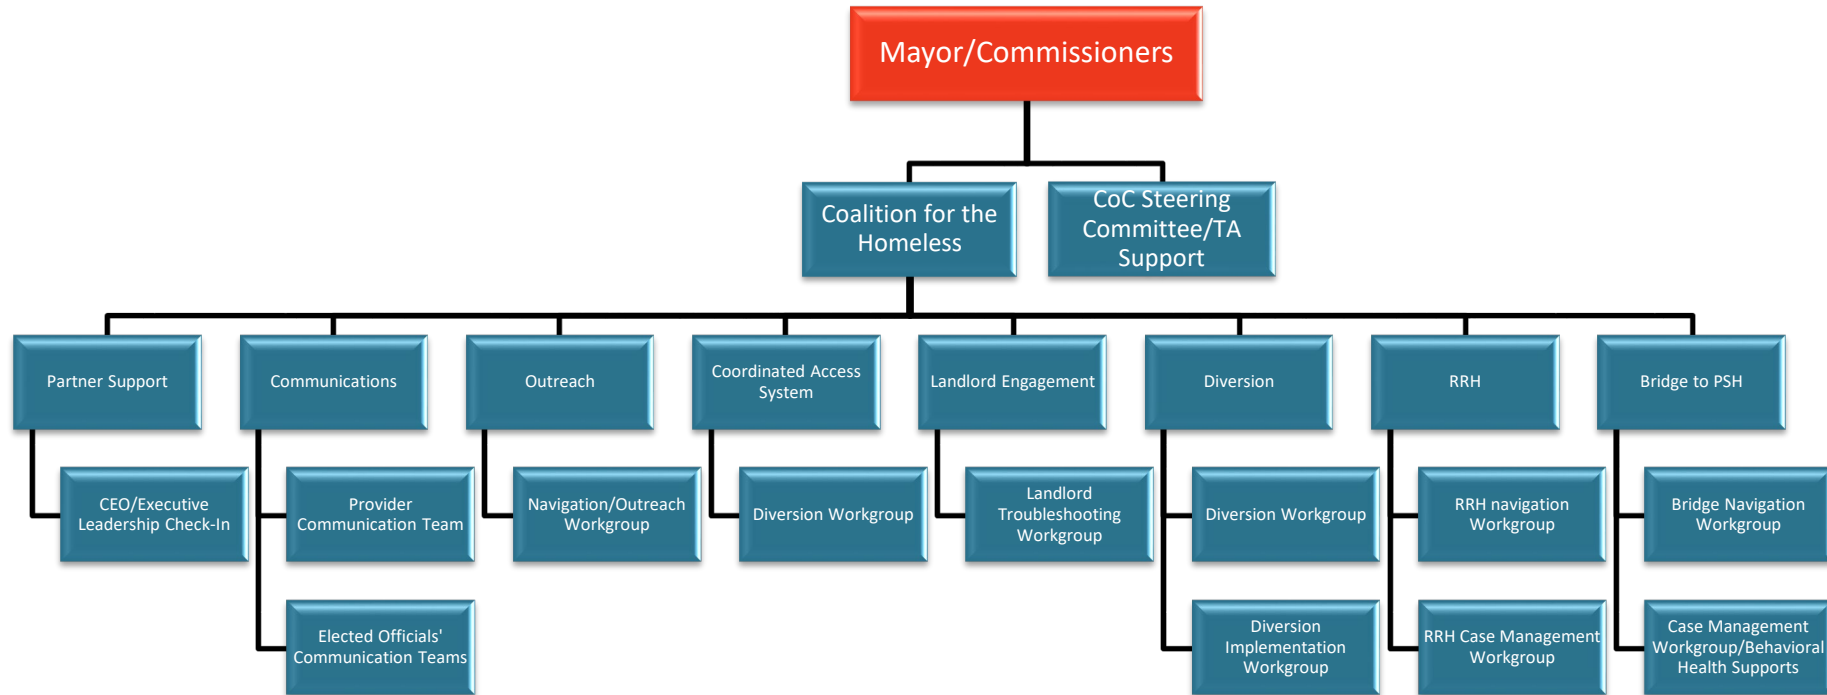 Mayor/Commissioners
Coalition for the
Homeless
CoC Steering
Committee/TA
Support
Partner Support
Communications
Outreach
Coordinated Access
System
Landlord Engagement
Diversion
RRH
Bridge to PSH
CEO/Executive
Leadership Check-In
Provider
Communication Team
Navigation/Outreach
Workgroup
Diversion Workgroup
Landlord
Troubleshooting
Workgroup
Diversion Workgroup
RRH navigation
Workgroup
Bridge Navigation
Workgroup
Elected Officials'
Communication Teams
Diversion
Implementation
Workgroup
RRH Case Management
Workgroup
Case Management
Workgroup/Behavioral
Health Supports